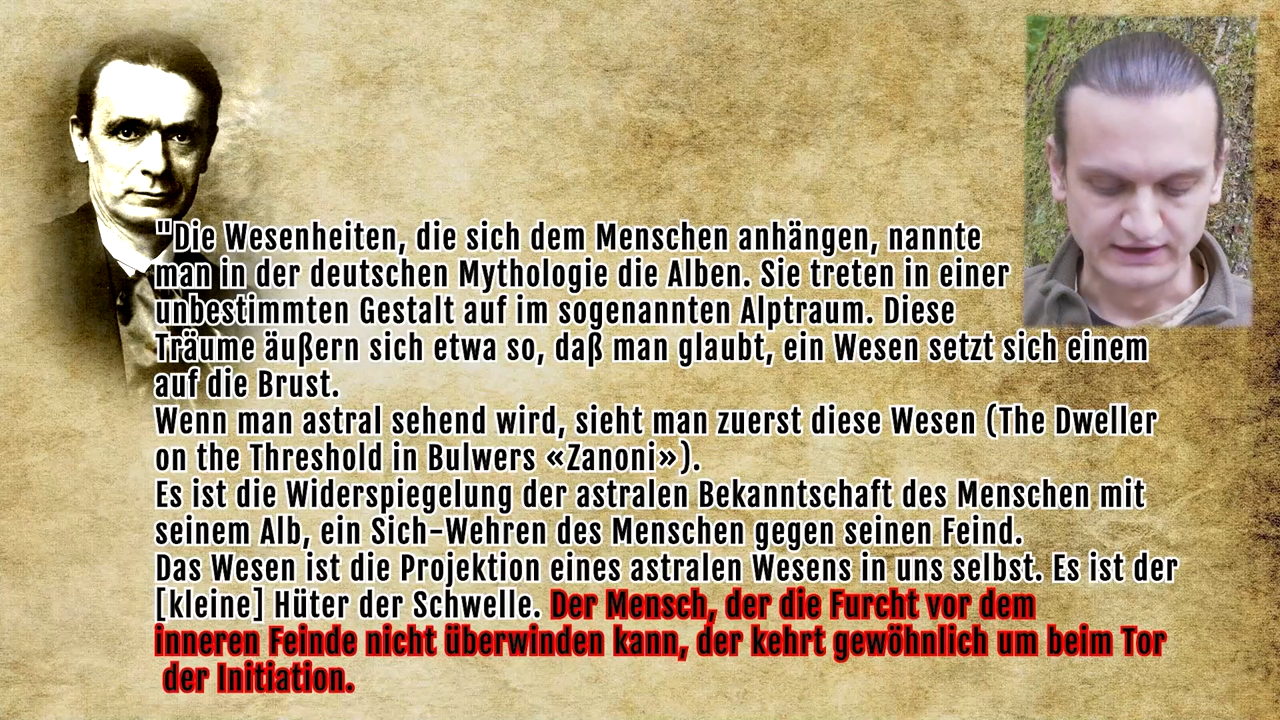 "Die Wesenheiten, die sich dem Menschen anhängen, nannte
man in der deutschen Mythologie die Alben. Sie treten in einer
unbestimmten Gestalt auf im sogenannten Alptraum. Diese
Träume äußern sich etwa so, daß man glaubt, ein Wesen setzt sich einem
auf die Brust.
Wenn man astral sehend wird, sieht man zuerst diese Wesen (The Dweller
on the Threshold in Bulwers «Zanoni»).
Es ist die Widerspiegelung der astralen Bekanntschaft des Menschen mit
seinem Alb, ein Sich-Wehren des Menschen gegen seinen Feind.
Das Wesen ist die Projektion eines astralen Wesens in uns selbst. Es ist der
[kleine] Hüter der Schwelle. Der Mensch, der die Furcht vor dem
inneren Feinde nicht überwinden kann, der kehrt gewöhnlich um beim Tor
der Initiation.